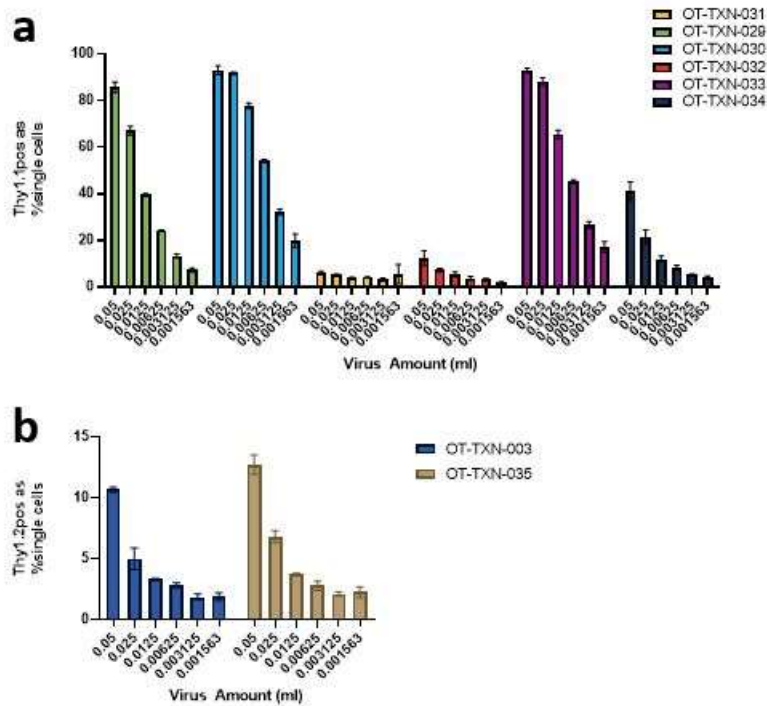 a
OT-TXN-031
OT-TXN-029
OT-TXN-030
OT-TXN-032
OT-TXN-033
OT-TXN-034
Thy1.1pos as
%single cells
100
80
60
40
20
0
0.05 0.025 0.0125 0.00625 0.003125 0.001563 0.05 0.025 0.0125 0.00625 0.003125 0.001563 0.05 0.025 0.0125 0.00625 0.003125 0.001563 0.05 0.025 0.0125 0.00625 0.003125 0.001563 0.05 0.025 0.0125 0.00625 0.003125 0.001563 0.05 0.025 0.0125 0.00625 0.003125 0.001563
Virus Amount (ml)
b
OT-TXN-003
OT-TXN-035
Thy1.2pos as
%single cells
15
10
5
0
0.05 0.025 0.0125 0.00625 0.003125 0.001563 0.05 0.025 0.0125 0.00625 0.003125 0.001563
Virus Amount (ml)